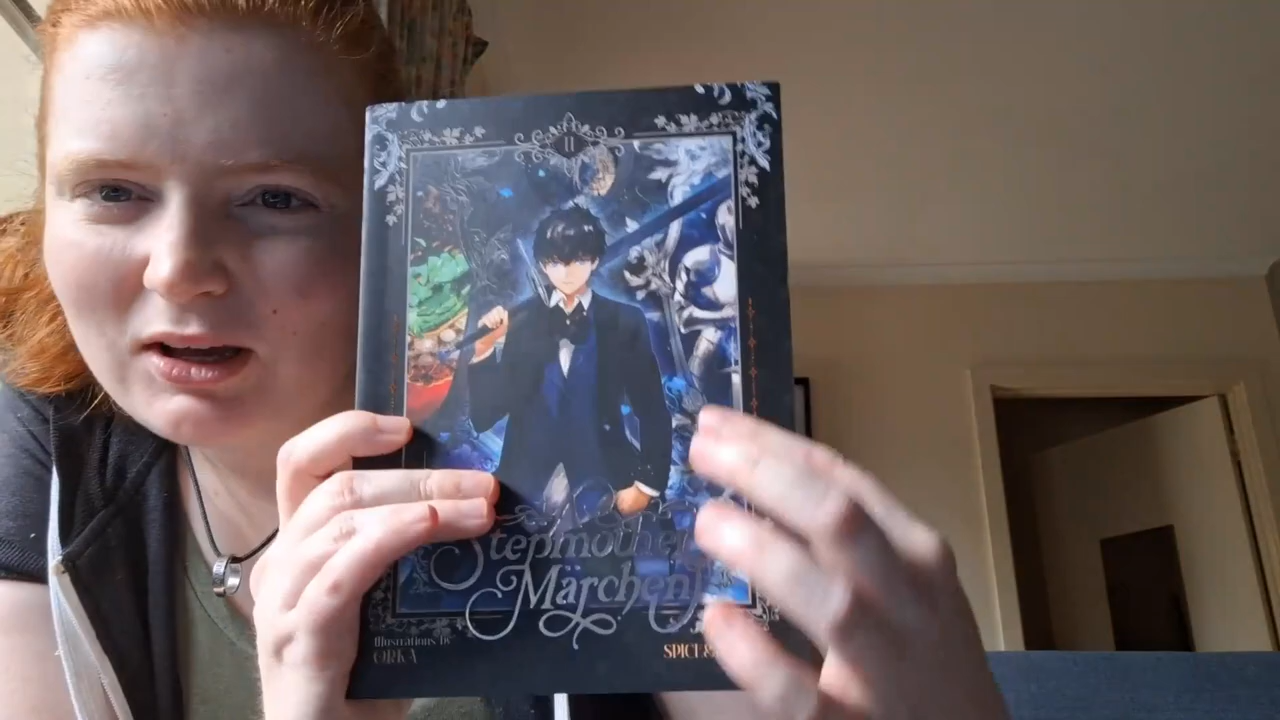 II
A
Stepmother's
Märchen
Illustrations by
ORKA
SPICE &